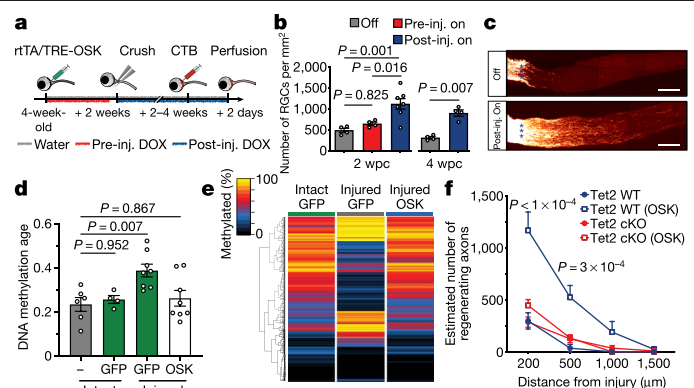 a
rtTA/TRE-OSK Crush CTB Perfusion
4-week-old + 2 weeks + 2–4 weeks + 2 days
Water Pre-inj. DOX Post-inj. DOX
b
Off
Pre-inj. on
Post-inj. on
Number of RGCs per mm²
P = 0.001
P = 0.016
P = 0.825
P = 0.007
2,000
1,500
1,000
500
0
2 wpc 4 wpc
c
Off
Post-inj. On
***
d
DNA methylation age
P = 0.867
P = 0.007
P = 0.952
0.6
0.4
0.2
0
– GFP GFP OSK
e
Methylated (%)
100
0
Intact GFP
Injured GFP
Injured OSK
f
Estimated number of
regenerating axons
1,500
1,000
500
0
P < 1 × 10⁻⁴
P = 3 × 10⁻⁴
Tet2 WT
Tet2 WT (OSK)
Tet2 cKO
Tet2 cKO (OSK)
200 500 1,000 1,500
Distance from injury (μm)